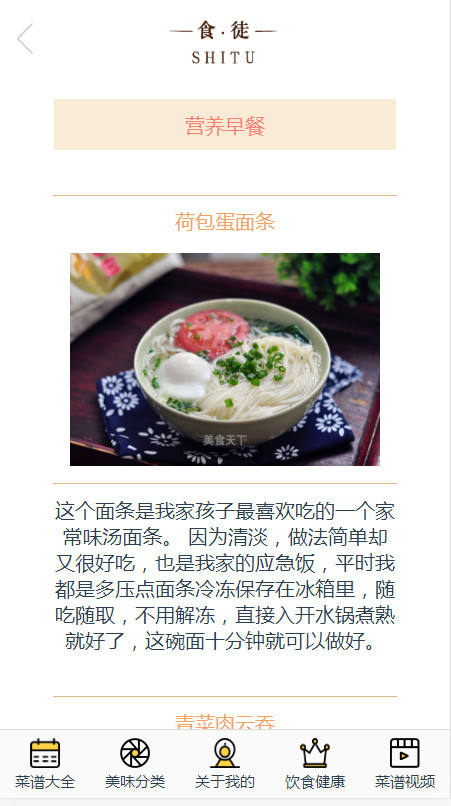 食·徒
SHITU
营养早餐
荷包蛋面条
美食天下
这个面条是我家孩子最喜欢吃的一个家
常味汤面条。 因为清淡，做法简单却
又很好吃，也是我家的应急饭，平时我
都是多压点面条冷冻保存在冰箱里，随
吃随取，不用解冻，直接入开水锅煮熟
就好了，这碗面十分钟就可以做好。
青菜肉云吞
菜谱大全 美味分类 关于我的 饮食健康 菜谱视频